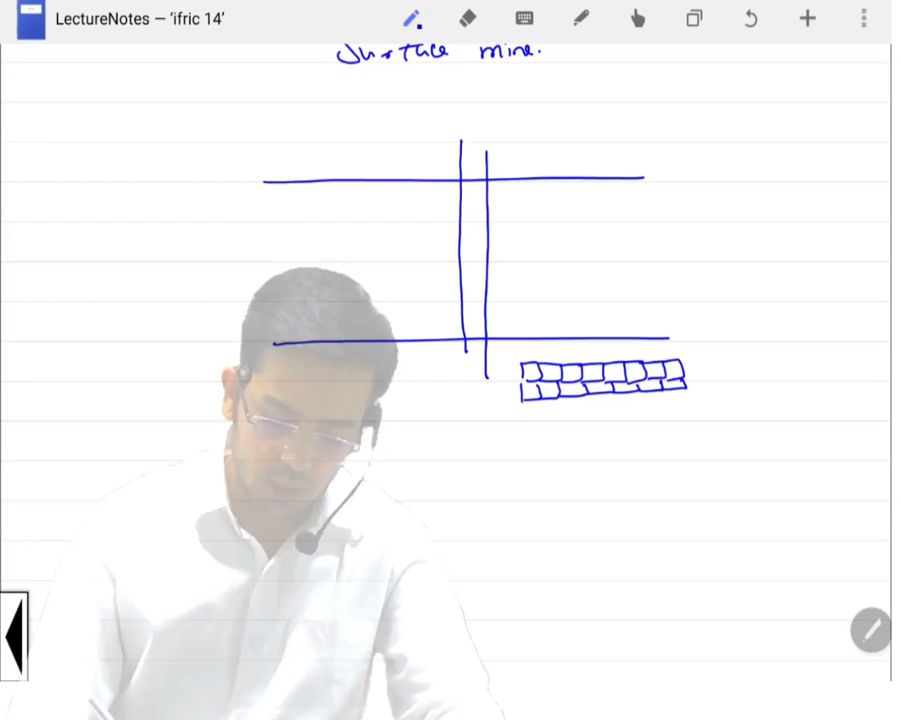 LectureNotes — ‘ifric 14’
Surface mine.